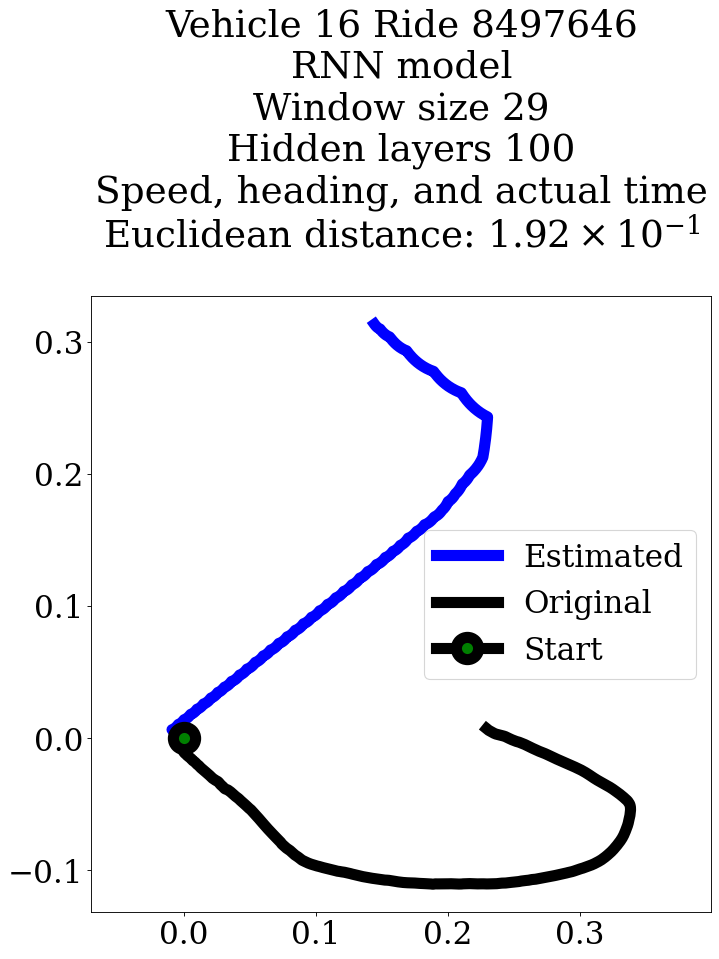 Vehicle 16 Ride 8497646
RNN model
Window size 29
Hidden layers 100
Speed, heading, and actual time
Euclidean distance: 1.92 × 10⁻¹
0.3
0.2
0.1
0.0
−0.1
Estimated
Original
Start
0.0 0.1 0.2 0.3